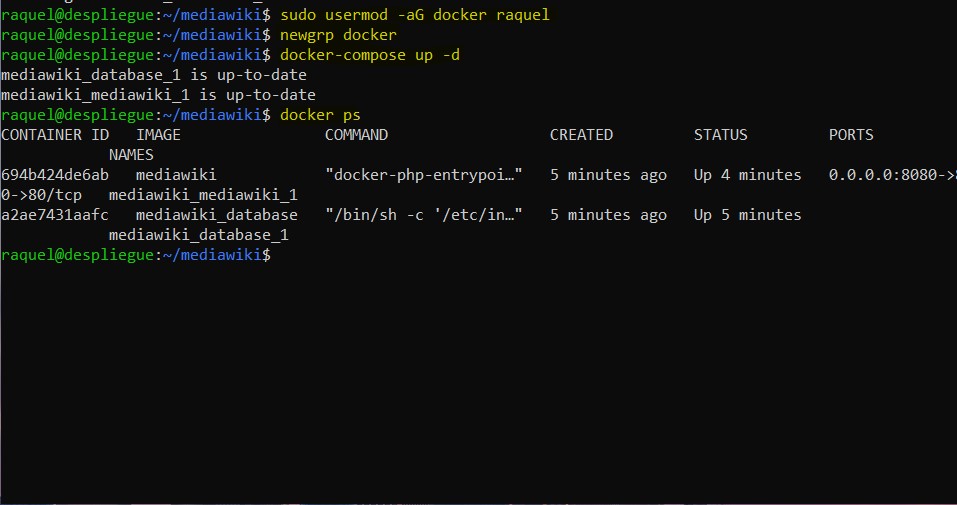 raquel@despliegue:~/mediawiki$ sudo usermod -aG docker raquel
raquel@despliegue:~/mediawiki$ newgrp docker
raquel@despliegue:~/mediawiki$ docker-compose up -d
mediawiki_database_1 is up-to-date
mediawiki_mediawiki_1 is up-to-date
raquel@despliegue:~/mediawiki$ docker ps
CONTAINER ID   IMAGE                COMMAND                  CREATED         STATUS         PORTS
            NAMES
694b424de6ab   mediawiki            "docker-php-entrypoi…"   5 minutes ago   Up 4 minutes   0.0.0.0:8080->8
0->80/tcp   mediawiki_mediawiki_1
a2ae7431aafc   mediawiki_database   "/bin/sh -c '/etc/in…"   5 minutes ago   Up 5 minutes
            mediawiki_database_1
raquel@despliegue:~/mediawiki$